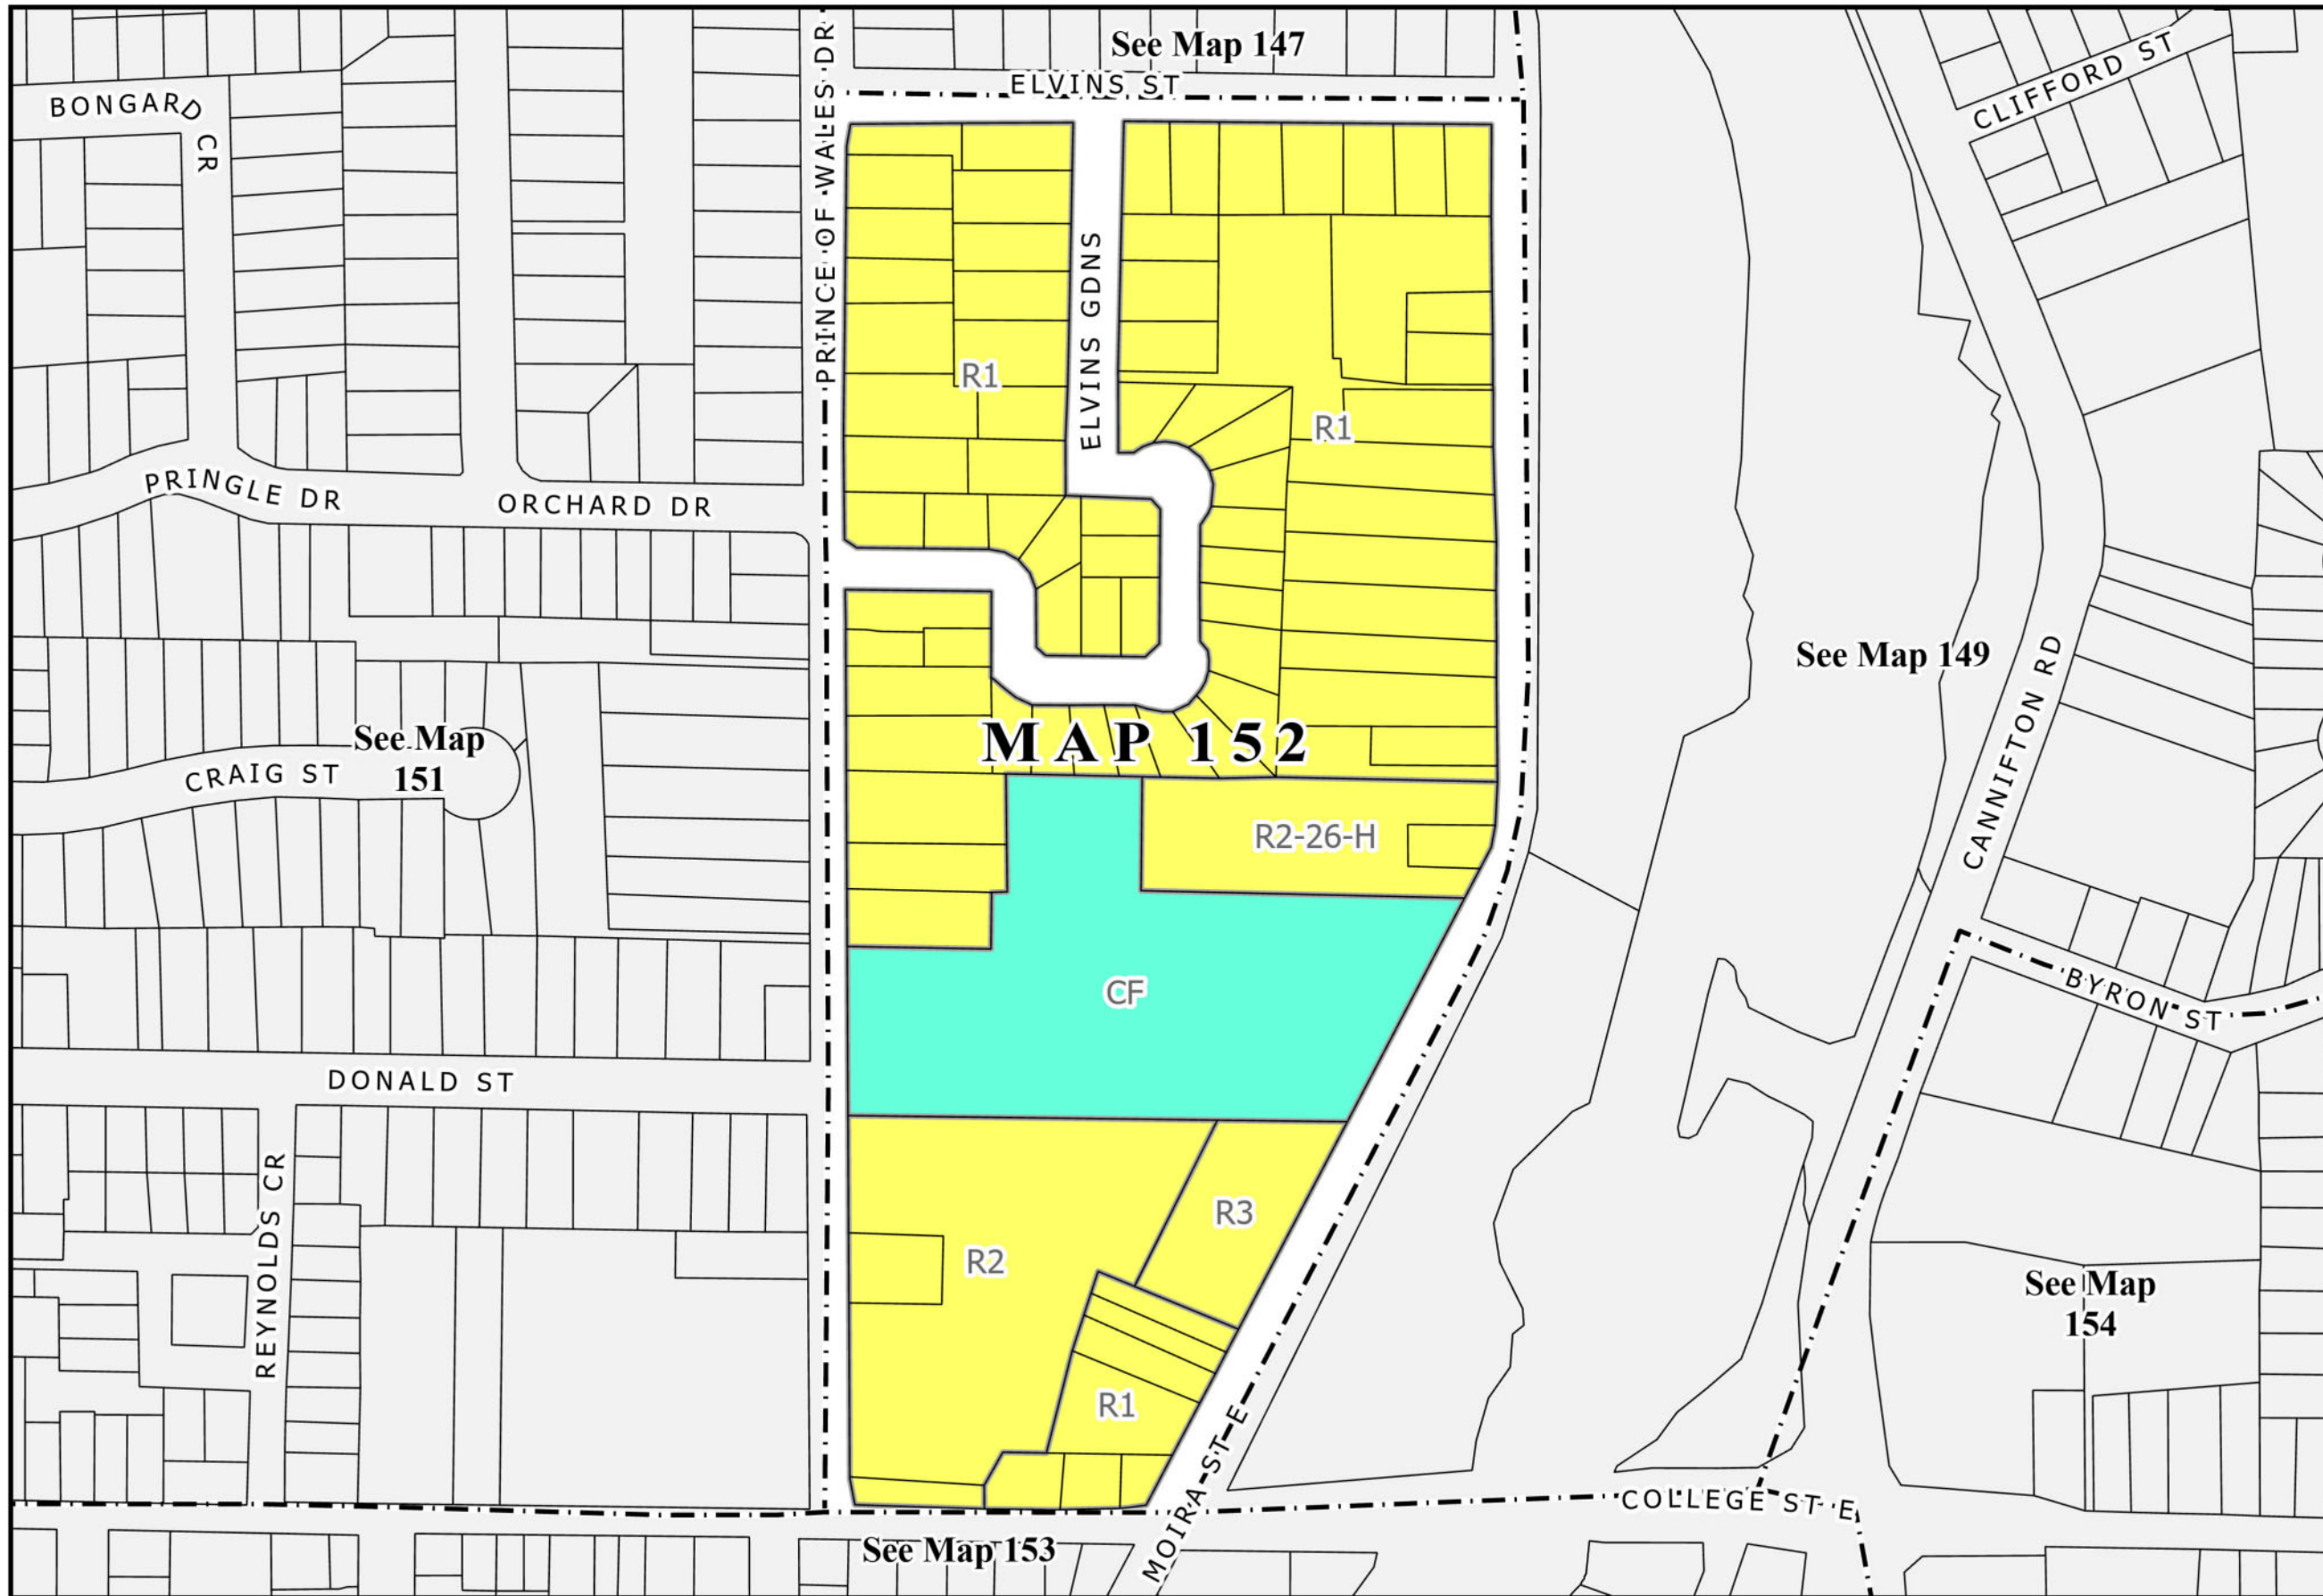 See Map 147
ELVINS ST
CLIFFORD ST
BONGARD CR
PRINCE OF WALES DR
ELVINS GDNS
R1
R1
PRINGLE DR
ORCHARD DR
See Map 149
CANNIFTON RD
MAP 152
See Map
151
CRAIG ST
R2-26-H
CF
BYRON ST
DONALD ST
REYNOLDS CR
R3
R2
See Map
154
R1
MOIRA ST E
COLLEGE ST E
See Map 153